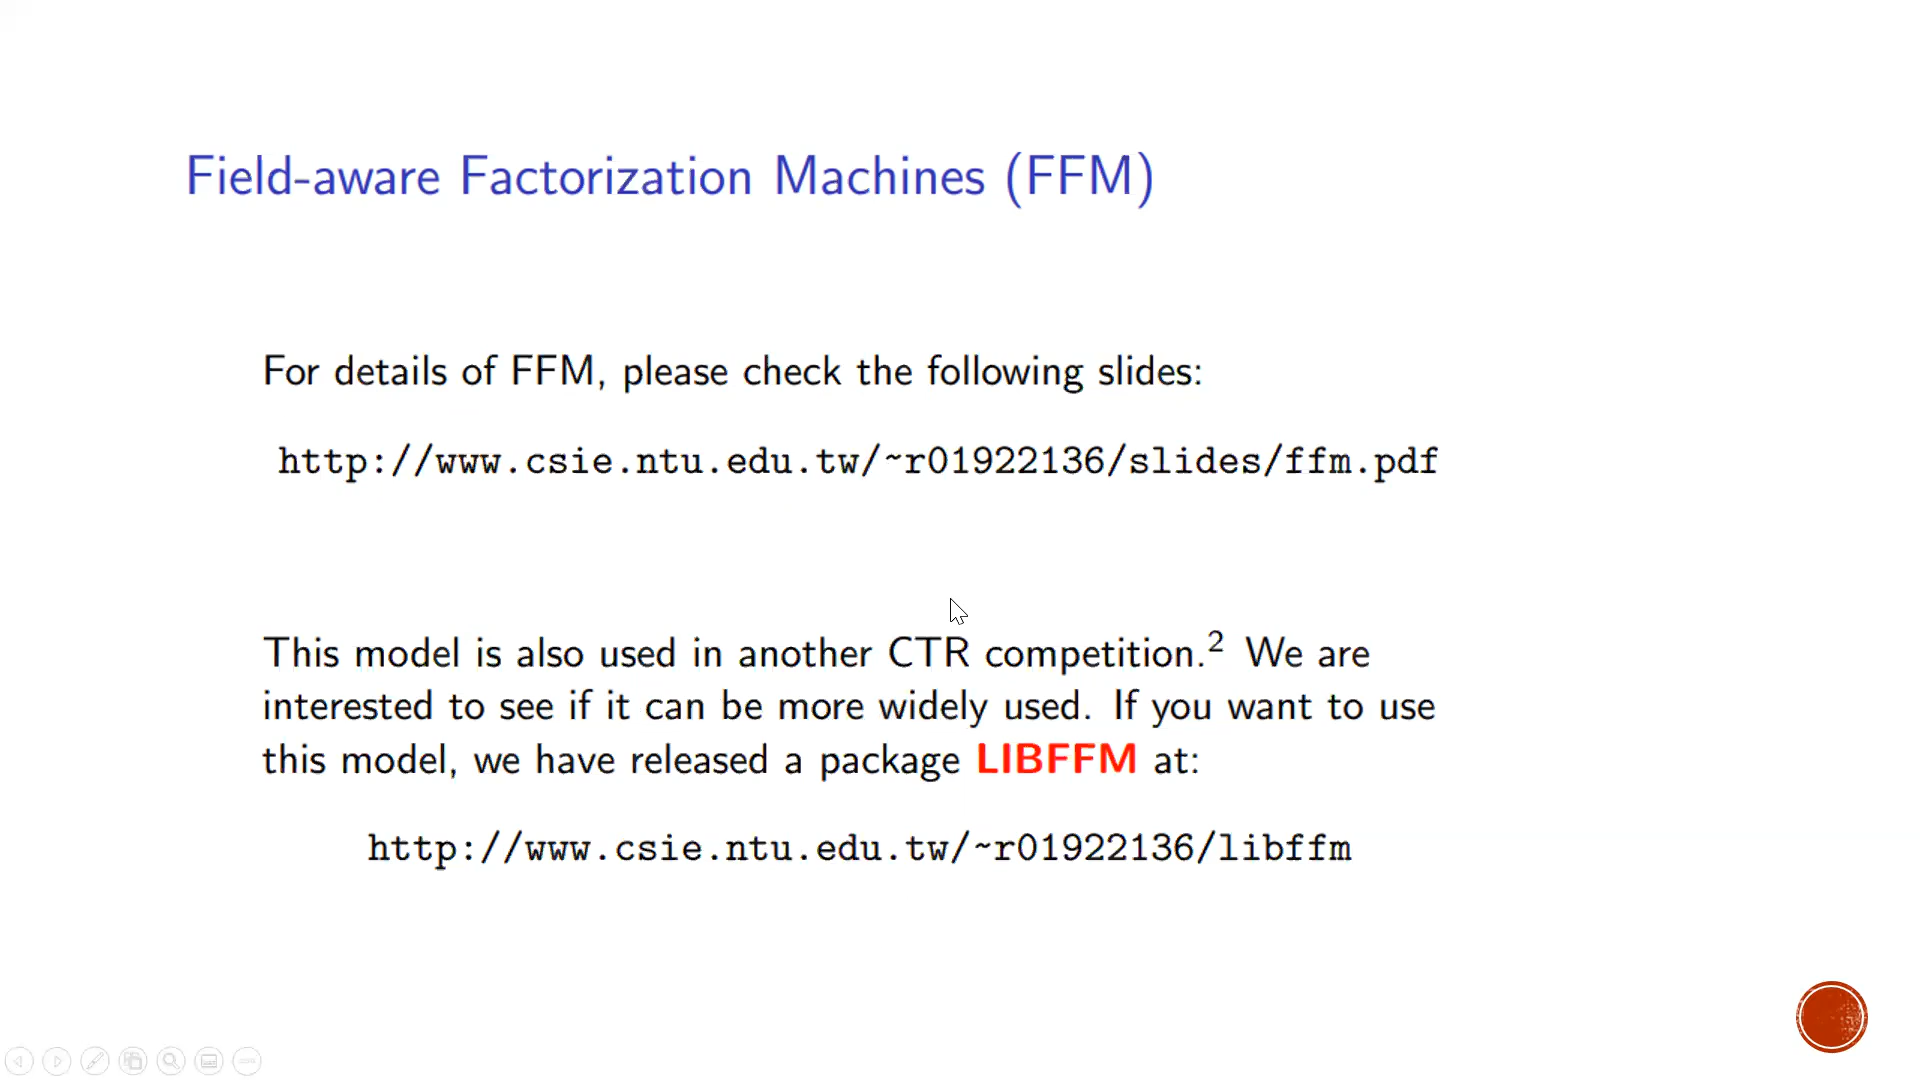 Field-aware Factorization Machines (FFM)
For details of FFM, please check the following slides:
http://www.csie.ntu.edu.tw/~r01922136/slides/ffm.pdf
This model is also used in another CTR competition.² We are
interested to see if it can be more widely used. If you want to use
this model, we have released a package LIBFFM at:
http://www.csie.ntu.edu.tw/~r01922136/libffm